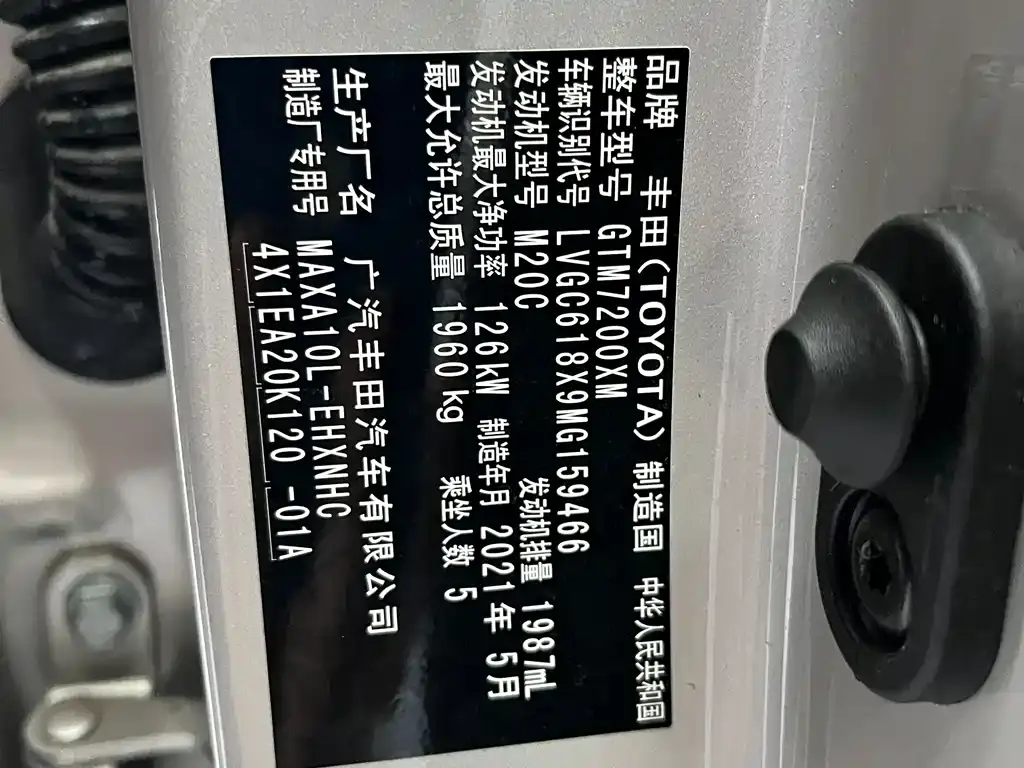 品牌 丰田(TOYOTA) 制造国 中华人民共和国
整车型号 GTM7200XM
车辆识别代号 LVGC618X9MG159466
发动机型号 M20C 发动机排量 1987mL
发动机最大净功率 126kW 制造年月 2021年 5月
最大允许总质量 1960kg 乘坐人数 5
生产厂名 广汽丰田汽车有限公司
制造厂专用号 MAXA10L-EHXNHC
4X1EA20K120 -01A